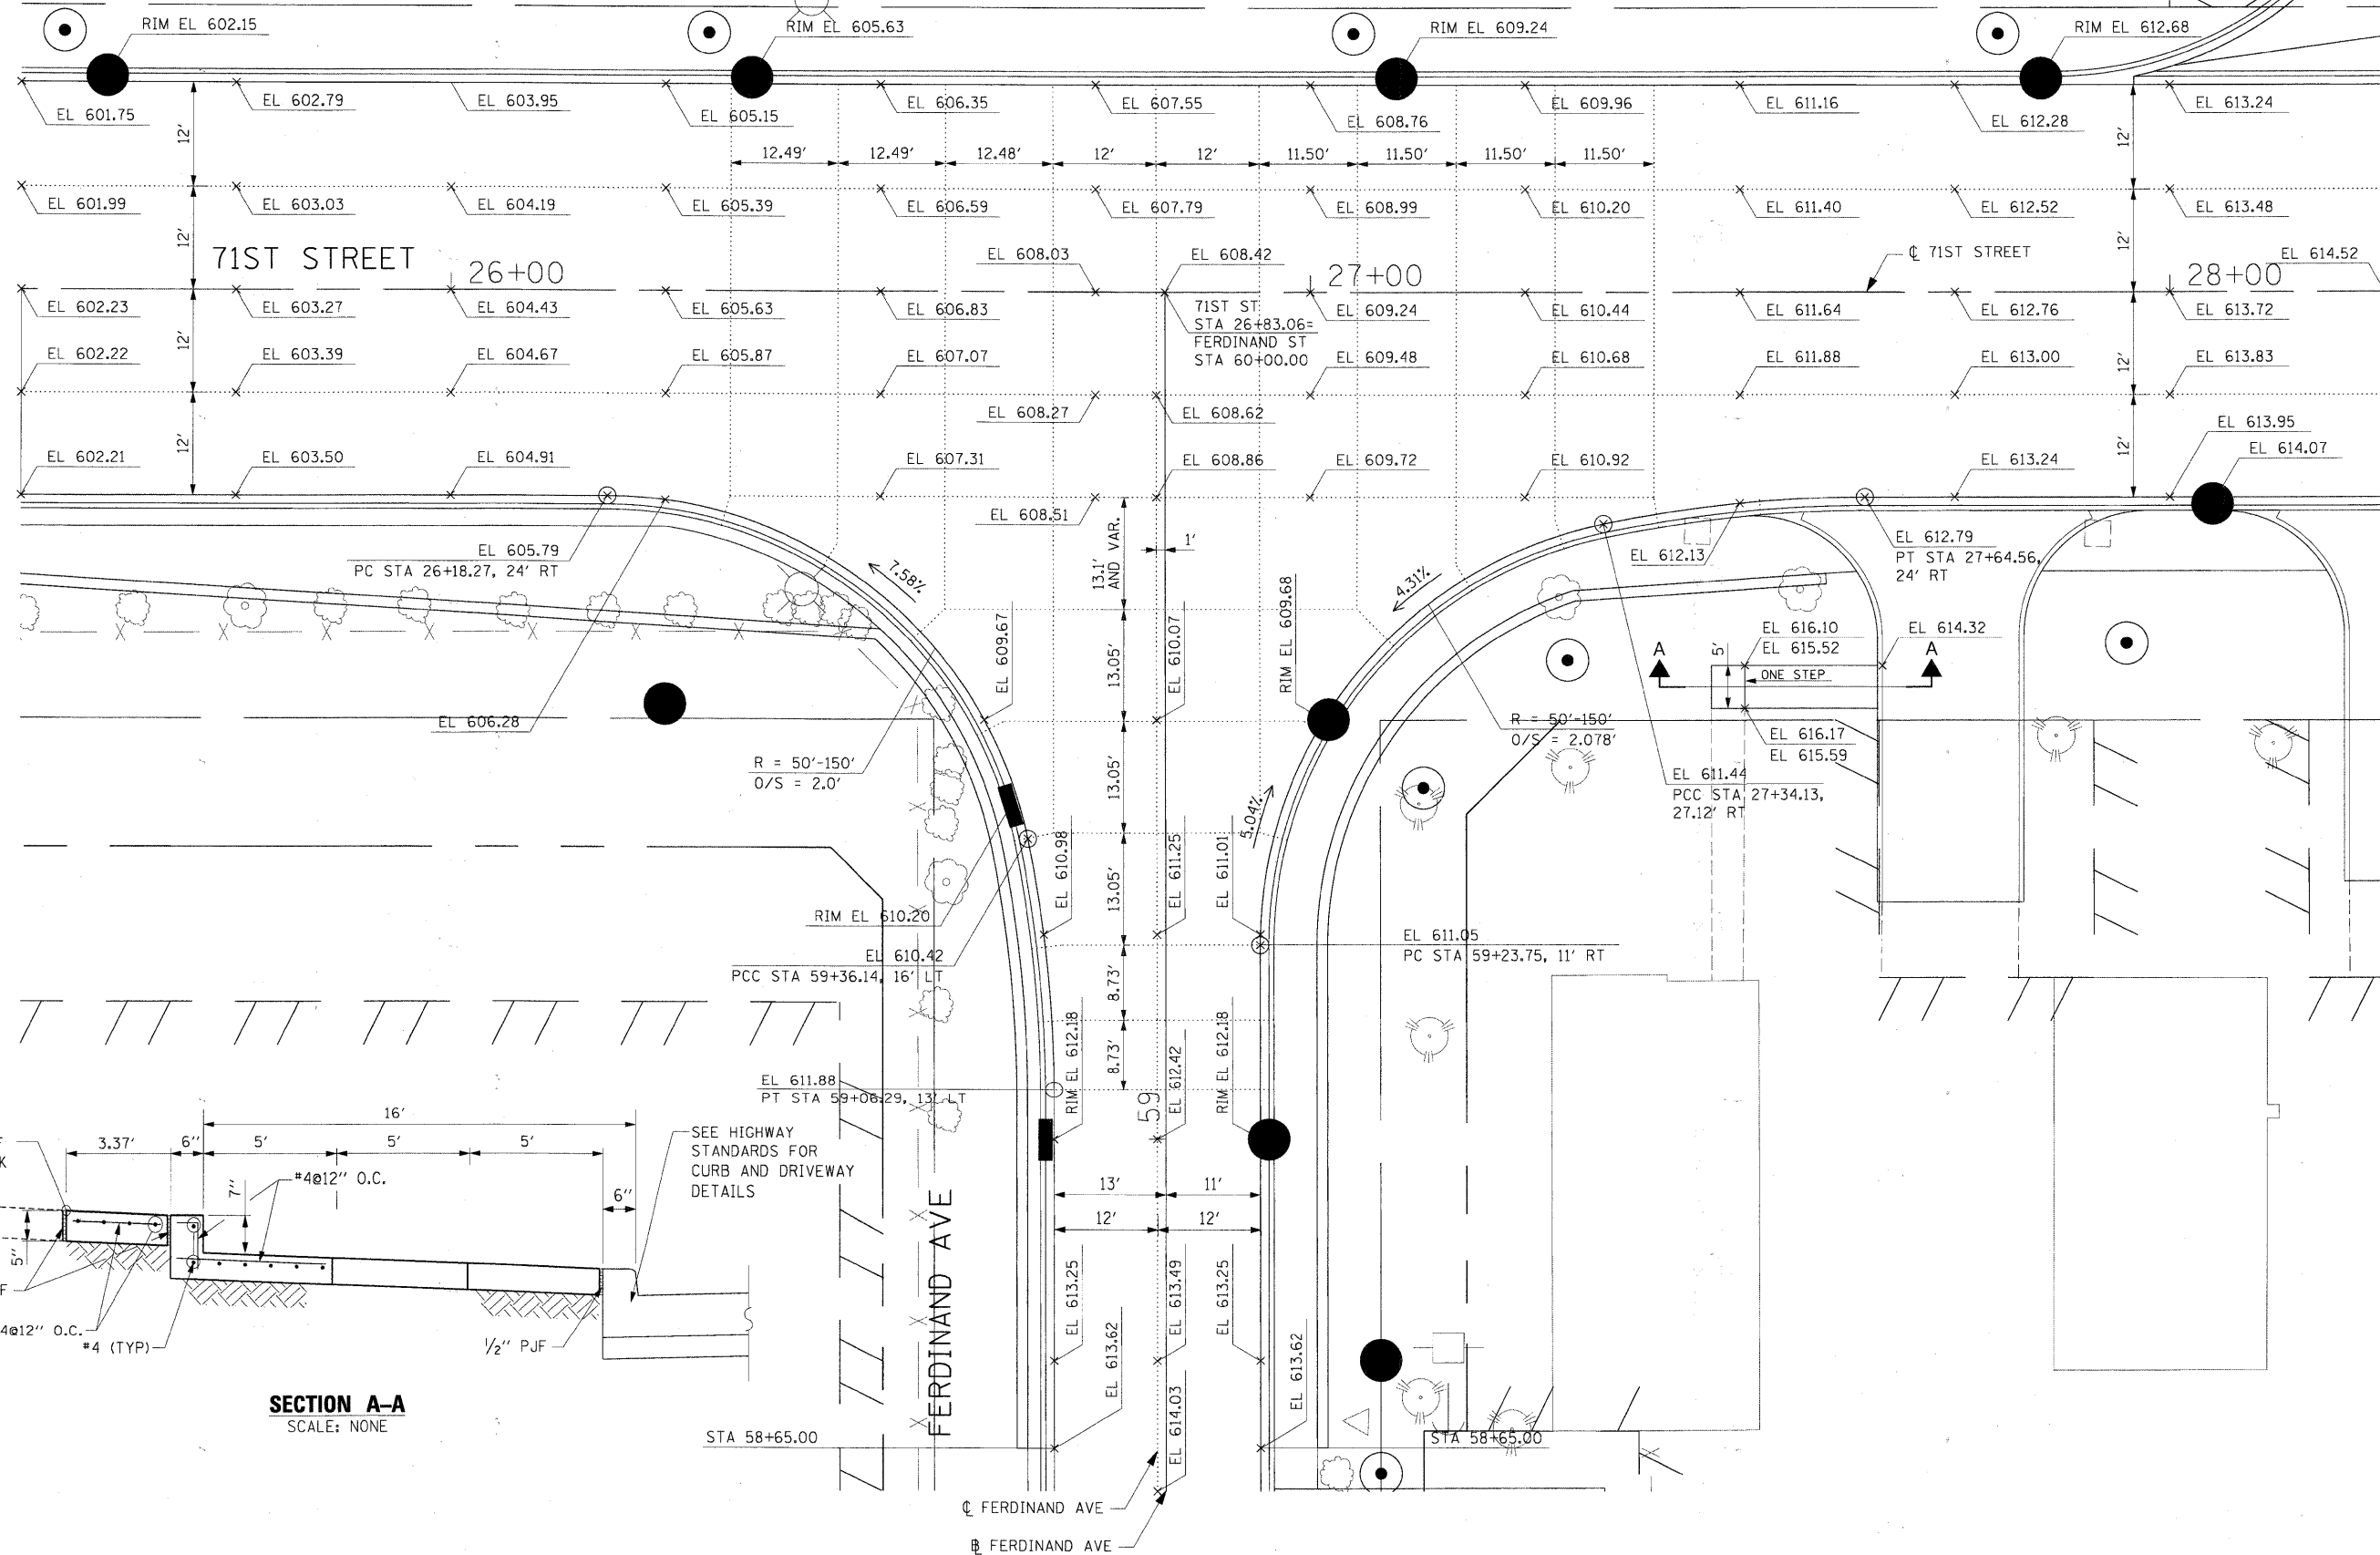 RIM EL 602.15
RIM EL 605.63
RIM EL 609.24
RIM EL 612.68
EL 601.75
EL 602.79
EL 603.95
EL 605.15
EL 606.35
EL 607.55
EL 608.76
EL 609.96
EL 611.16
EL 612.28
EL 613.24
12'
12.49'
12.49'
12.48'
12'
12'
11.50'
11.50'
11.50'
11.50'
12'
EL 601.99
EL 603.03
EL 604.19
EL 605.39
EL 606.59
EL 607.79
EL 608.99
EL 610.20
EL 611.40
EL 612.52
EL 613.48
12'
71ST STREET
26+00
EL 608.03
EL 608.42
27+00
℄ 71ST STREET
12'
28+00
EL 614.52
EL 602.23
EL 603.27
EL 604.43
EL 605.63
EL 606.83
71ST ST
STA 26+83.06=
FERDINAND ST
STA 60+00.00
EL 609.24
EL 610.44
EL 611.64
EL 612.76
EL 613.72
12'
12'
EL 602.22
EL 603.39
EL 604.67
EL 605.87
EL 607.07
EL 609.48
EL 610.68
EL 611.88
EL 613.00
EL 613.83
EL 608.27
EL 608.62
12'
12'
EL 602.21
EL 603.50
EL 604.91
EL 607.31
EL 608.86
EL 609.72
EL 610.92
EL 613.24
EL 613.95
EL 614.07
EL 608.51
13.1'
AND VAR.
1'
EL 605.79
PC STA 26+18.27, 24' RT
7.58%
4.31%
EL 612.13
EL 612.79
PT STA 27+64.56,
24' RT
EL 609.67
13.05'
EL 610.07
RIM EL 609.68
EL 616.10
EL 615.52
EL 614.32
A
5'
ONE STEP
A
EL 606.28
R = 50'-150'
O/S = 2.0'
R = 50'-150'
O/S = 2.078'
EL 616.17
EL 615.59
13.05'
EL 611.44
PCC STA 27+34.13,
27.12' RT
5.04%
EL 610.98
13.05'
EL 611.25
EL 611.01
RIM EL 610.20
EL 610.42
PCC STA 59+36.14, 16' LT
EL 611.05
PC STA 59+23.75, 11' RT
8.73'
RIM EL 612.18
8.73'
EL 612.42
RIM EL 612.18
EL 611.88
PT STA 59+06.29, 13' LT
59
16'
3.37'
6"
5'
5'
5'
SEE HIGHWAY
STANDARDS FOR
CURB AND DRIVEWAY
DETAILS
K
7"
#4@12" O.C.
6"
13'
11'
12'
12'
5"
F
4@12" O.C.
#4 (TYP)
1/2" PJF
FERDINAND AVE
EL 613.25
EL 613.62
EL 613.49
EL 613.25
EL 613.62
SECTION A-A
SCALE: NONE
STA 58+65.00
EL 614.03
STA 58+65.00
℄ FERDINAND AVE
BL FERDINAND AVE